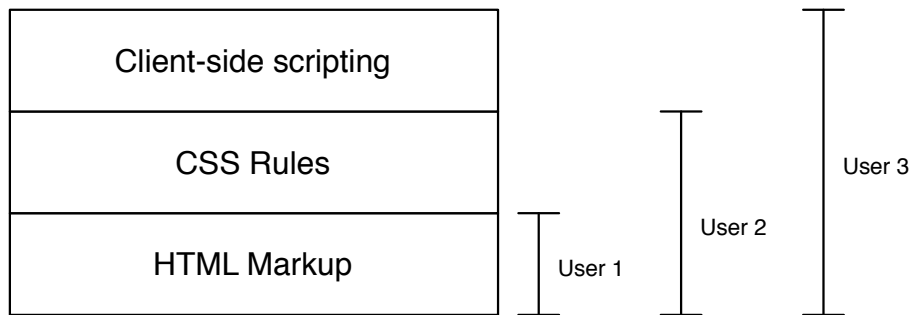 Client-side scripting
CSS Rules
HTML Markup
User 1
User 2
User 3